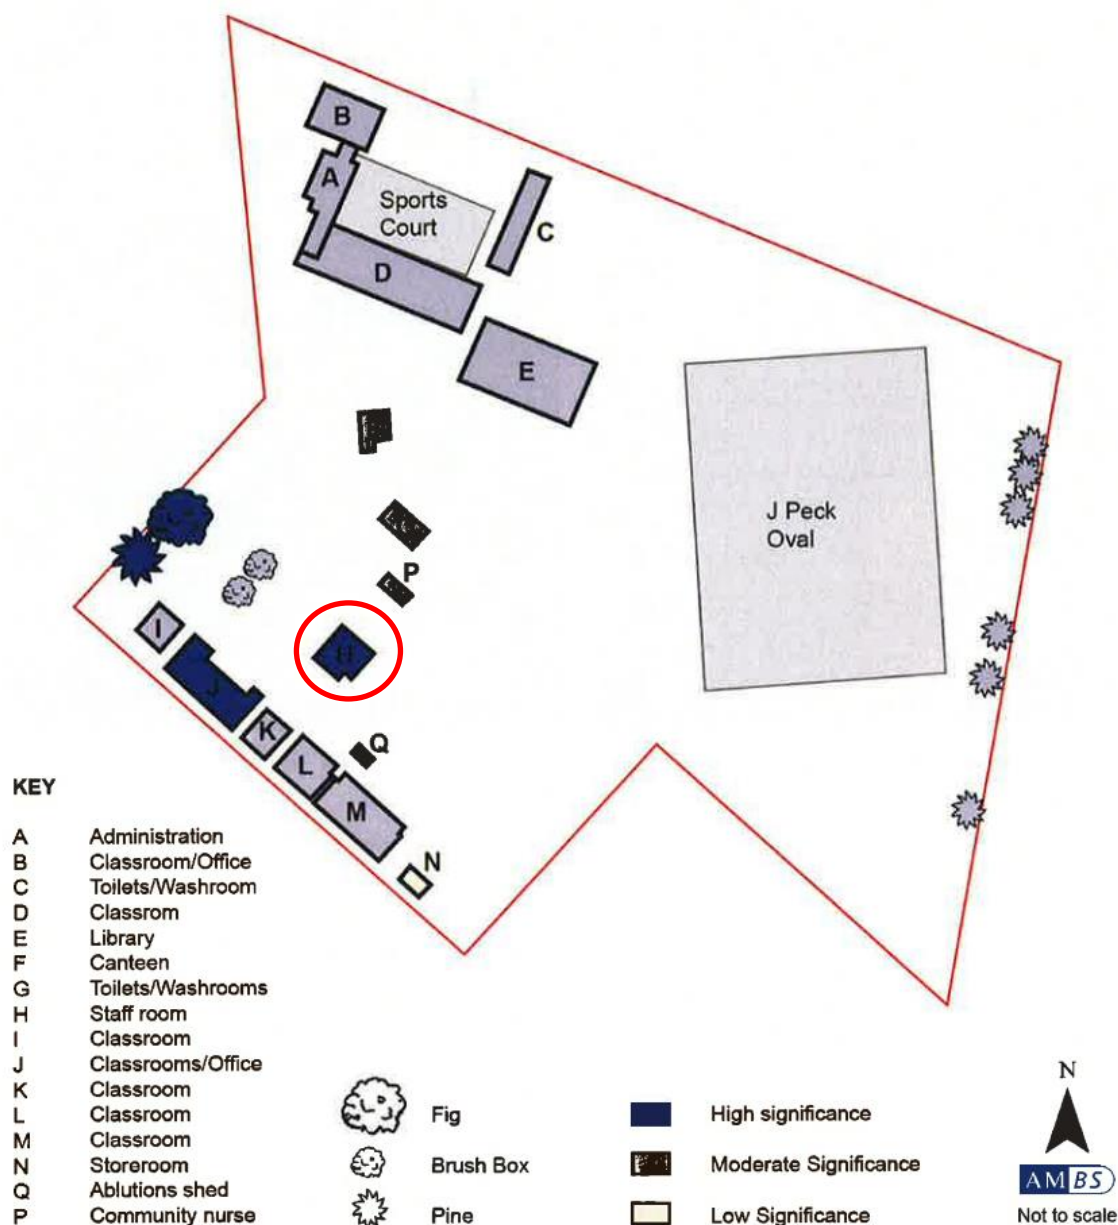 B
A
Sports
Court
C
D
E
J Peck
Oval
P
I
H
J
K
Q
L
M
N
KEY
A Administration
B Classroom/Office
C Toilets/Washroom
D Classrom
E Library
F Canteen
G Toilets/Washrooms
H Staff room
I Classroom
J Classrooms/Office
K Classroom
L Classroom
M Classroom
N Storeroom
Q Ablutions shed
P Community nurse
Fig
Brush Box
Pine
High significance
Moderate Significance
Low Significance
N
AMBS
Not to scale